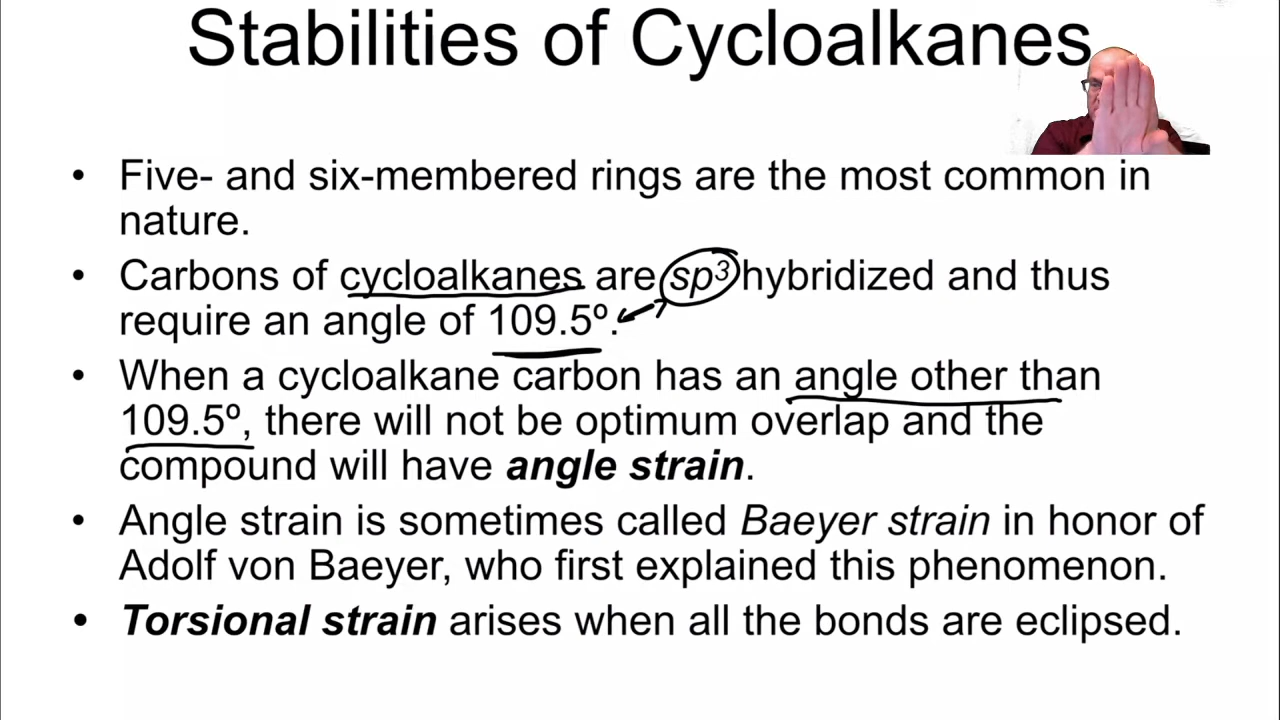 Stabilities of Cycloalkanes
• Five- and six-membered rings are the most common in
nature.
• Carbons of cycloalkanes are sp³ hybridized and thus
require an angle of 109.5º.
• When a cycloalkane carbon has an angle other than
109.5º, there will not be optimum overlap and the
compound will have angle strain.
• Angle strain is sometimes called Baeyer strain in honor of
Adolf von Baeyer, who first explained this phenomenon.
• Torsional strain arises when all the bonds are eclipsed.